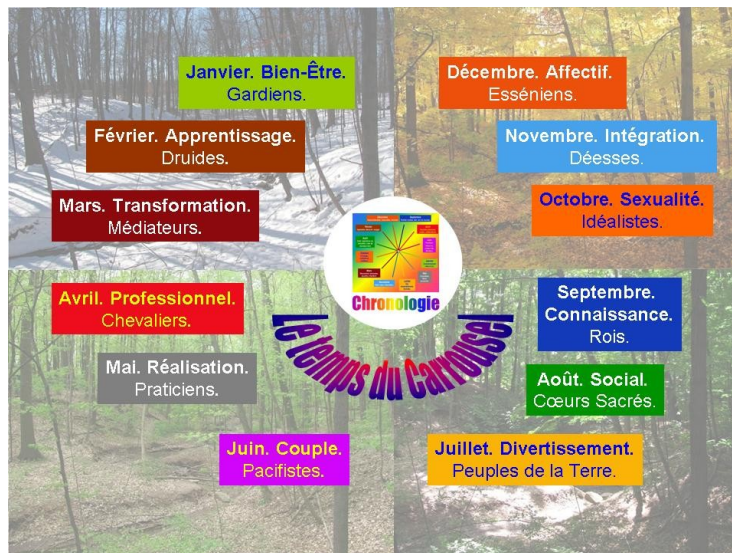 Janvier. Bien-Être.
Gardiens.
Février. Apprentissage.
Druides.
Mars. Transformation.
Médiateurs.
Avril. Professionnel.
Chevaliers.
Mai. Réalisation.
Praticiens.
Juin. Couple.
Pacifistes.
Décembre. Affectif.
Esséniens.
Novembre. Intégration.
Déesses.
Octobre. Sexualité.
Idéalistes.
Septembre.
Connaissance.
Rois.
Août. Social.
Cœurs Sacrés.
Juillet. Divertissement.
Peuples de la Terre.
Chronologie
Le temps du Carrousel